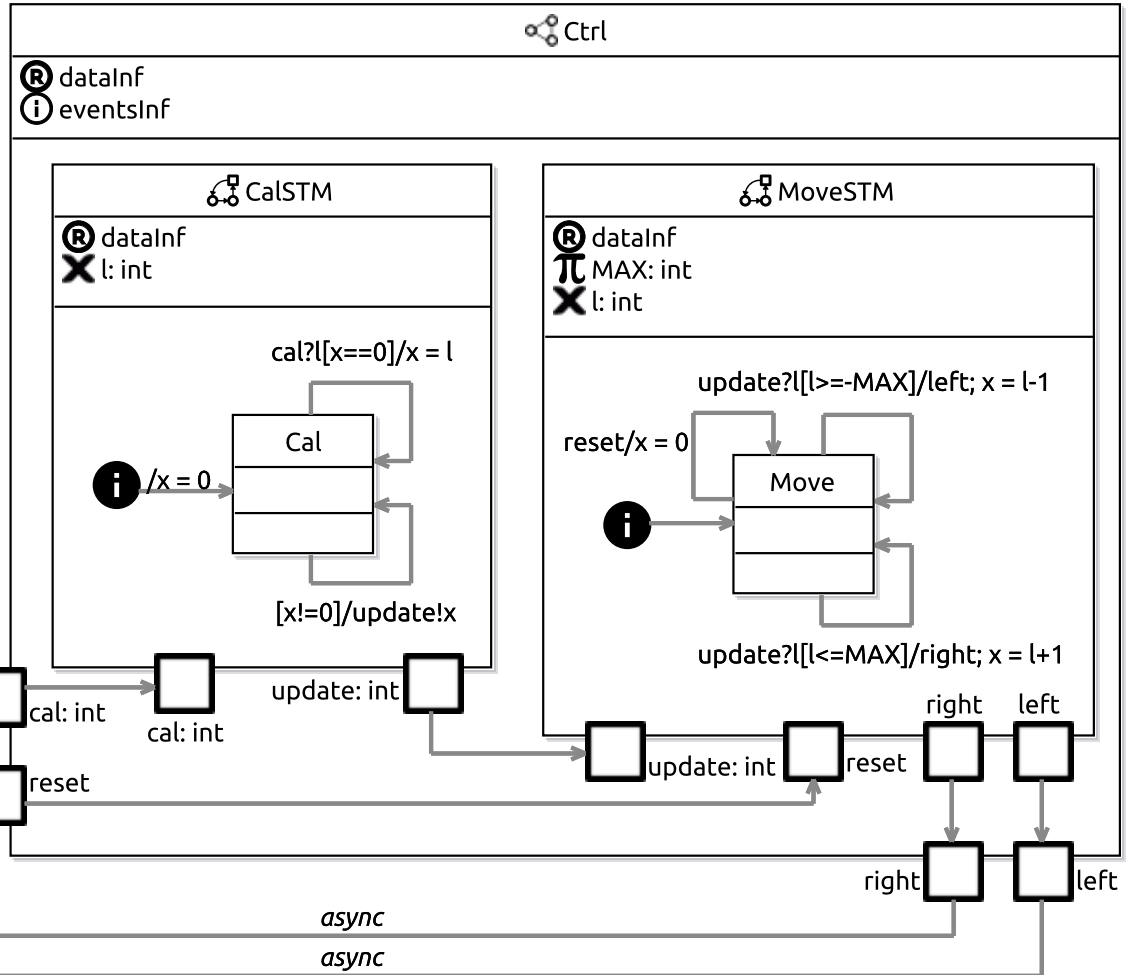 Ctrl
R dataInf
i eventsInf
CalSTM
R dataInf
X l: int
cal?l[x==0]/x = l
Cal
i /x = 0
[x!=0]/update!x
MoveSTM
R dataInf
π MAX: int
X l: int
update?l[l>=-MAX]/left; x = l-1
reset/x = 0
Move
i
update?l[l<=MAX]/right; x = l+1
cal: int
cal: int
update: int
right
left
update: int
reset
reset
right
left
async
async